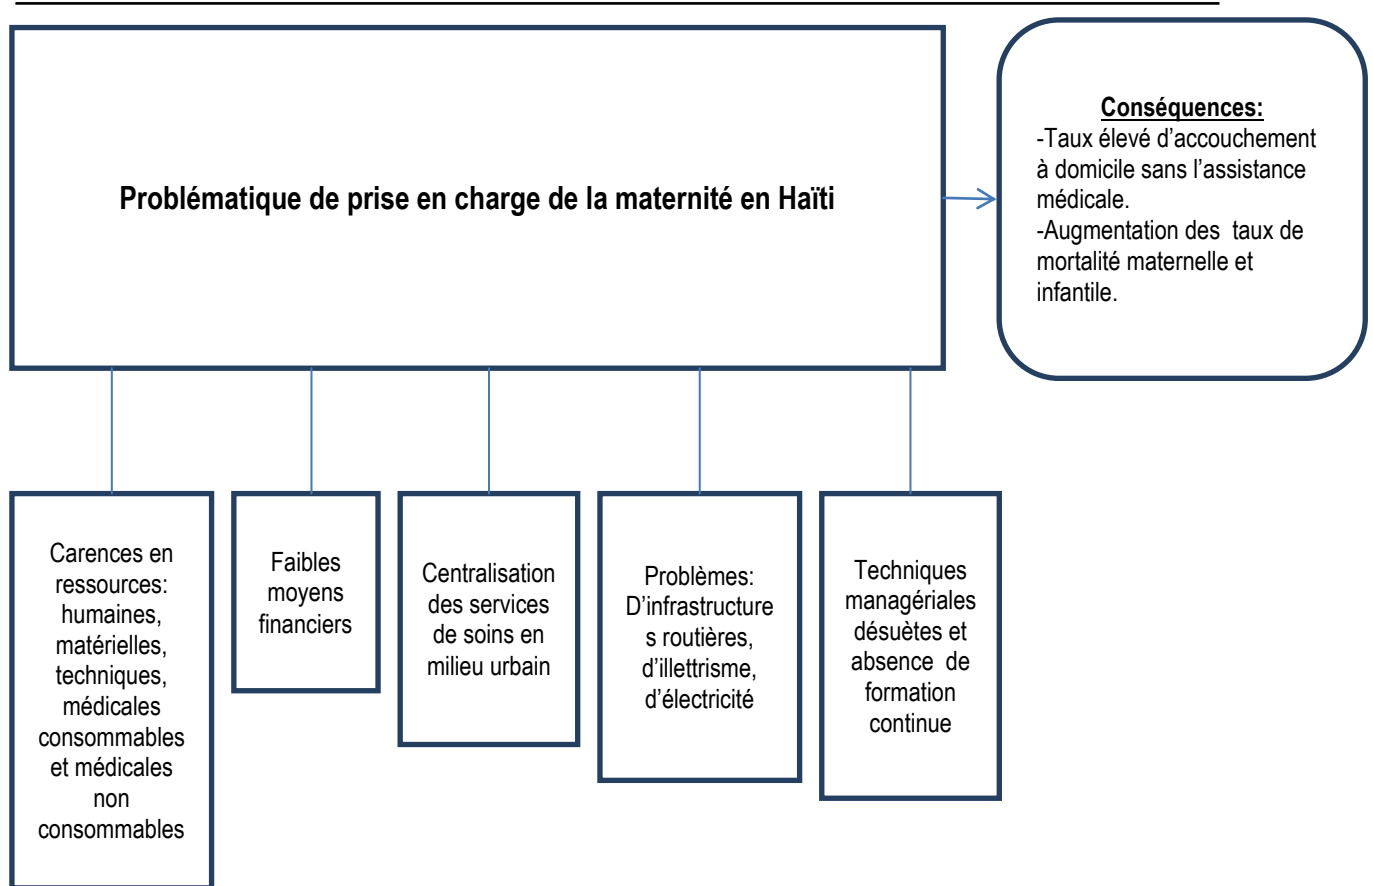 Problématique de prise en charge de la maternité en Haïti
Conséquences:
-Taux élevé d’accouchement
à domicile sans l’assistance
médicale.
-Augmentation des  taux de
mortalité maternelle et
infantile.
Carences en
ressources:
humaines,
matérielles,
techniques,
médicales
consommables
et médicales
non
consommables
Faibles
moyens
financiers
Centralisation
des services
de soins en
milieu urbain
Problèmes:
D’infrastructure
s routières,
d’illettrisme,
d’électricité
Techniques
managériales
désuètes et
absence  de
formation
continue